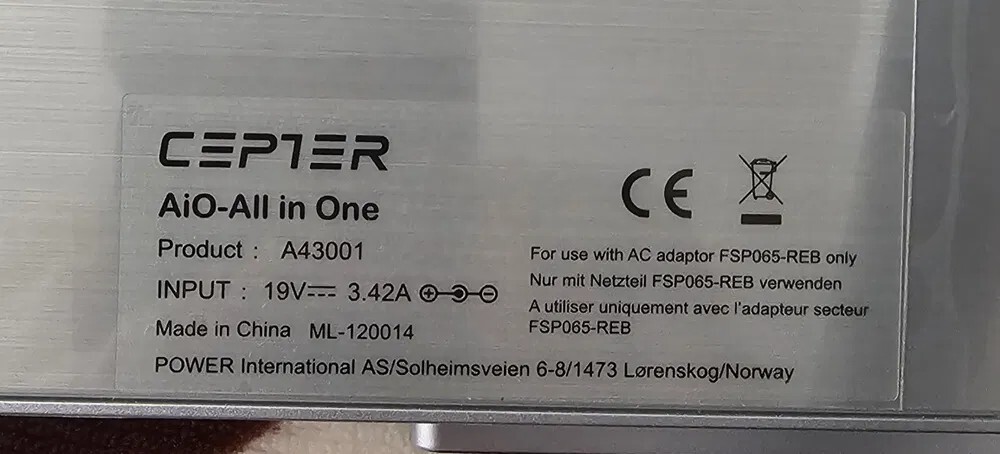 CEPTER
AiO-All in One
Product : A43001
INPUT : 19V 3.42A
Made in China ML-120014
POWER International AS/Solheimsveien 6-8/1473 Lørenskog/Norway
CE
For use with AC adaptor FSP065-REB only
Nur mit Netzteil FSP065-REB verwenden
A utiliser uniquement avec l'adapteur secteur
FSP065-REB